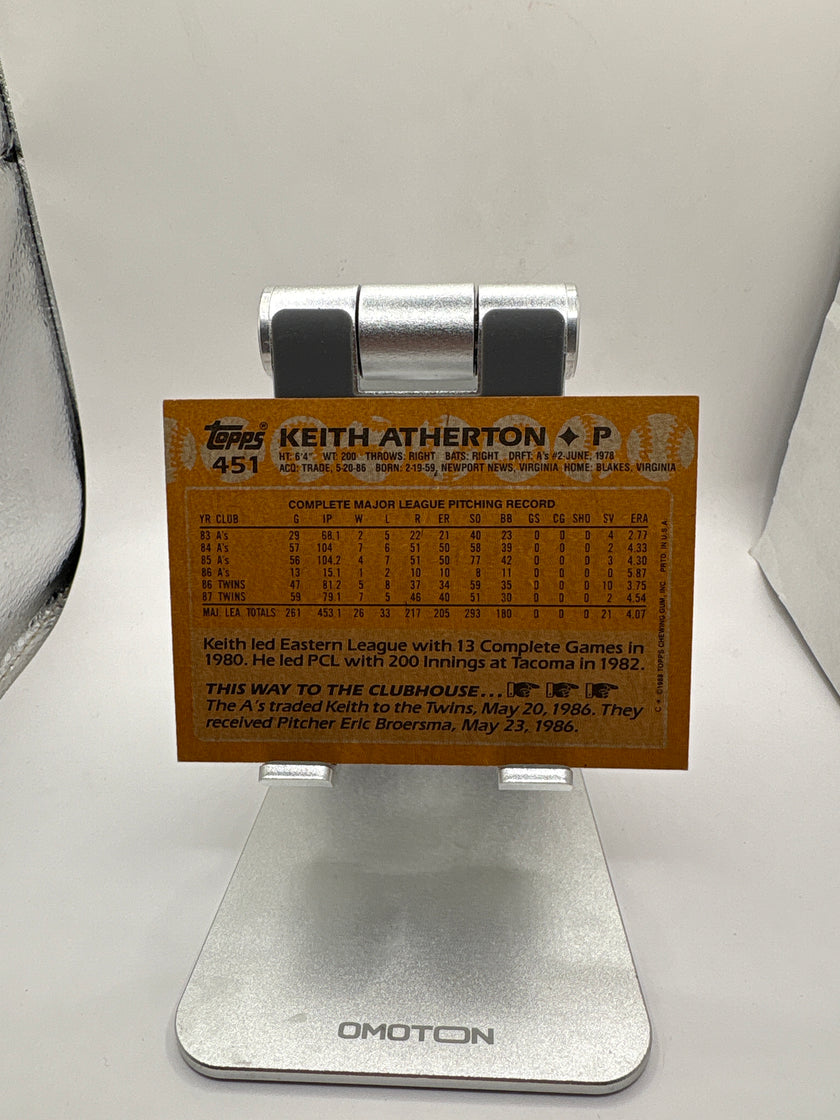 Topps® KEITH ATHERTON ✦ P
451 HT: 6'4" WT: 200 THROWS: RIGHT BATS: RIGHT DRFT: A's #2-JUNE, 1978
ACQ: TRADE, 5-20-86 BORN: 2-19-59, NEWPORT NEWS, VIRGINIA HOME: BLAKES, VIRGINIA
COMPLETE MAJOR LEAGUE PITCHING RECORD
YR CLUB G IP W L R ER SO BB GS CG SHO SV ERA
83 A's 29 68.1 2 5 22 21 40 23 0 0 0 4 2.77
84 A's 57 104 7 6 51 50 58 39 0 0 0 2 4.33
85 A's 56 104.2 4 7 51 50 77 42 0 0 0 3 4.30
86 A's 13 15.1 1 2 10 10 8 11 0 0 0 0 5.87
86 TWINS 47 81.2 5 8 37 34 59 35 0 0 0 10 3.75
87 TWINS 59 79.1 7 5 46 40 51 30 0 0 0 2 4.54
MAJ. LEA. TOTALS 261 453.1 26 33 217 205 293 180 0 0 0 21 4.07
Keith led Eastern League with 13 Complete Games in
1980. He led PCL with 200 Innings at Tacoma in 1982.
THIS WAY TO THE CLUBHOUSE...
The A's traded Keith to the Twins, May 20, 1986. They
received Pitcher Eric Broersma, May 23, 1986.
C* ©1988 TOPPS CHEWING GUM, INC. PRTD. IN U.S.A.
OMOTON